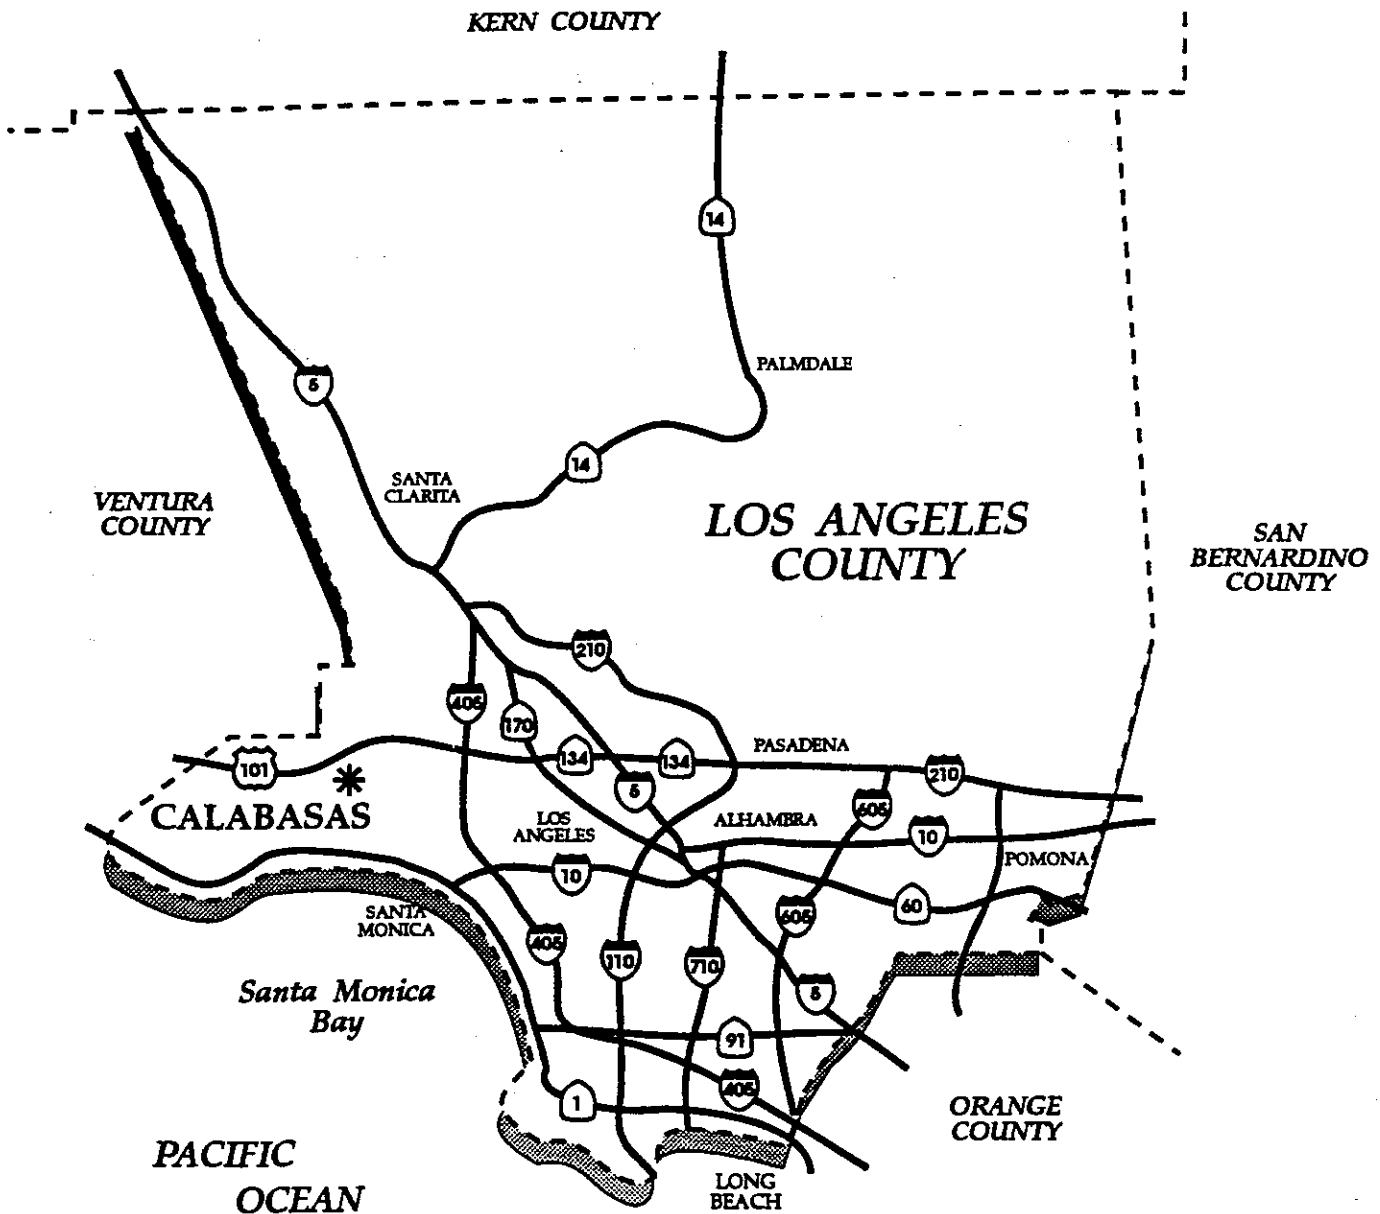 KERN COUNTY
14
PALMDALE
5
14
SANTA
CLARITA
VENTURA
COUNTY
LOS ANGELES
COUNTY
SAN
BERNARDINO
COUNTY
210
405
170
134
134
PASADENA
101
210
5
CALABASAS
605
LOS
ANGELES
ALHAMBRA
10
POMONA
10
60
SANTA
MONICA
605
405
110
710
5
Santa Monica
Bay
91
405
1
ORANGE
COUNTY
PACIFIC
OCEAN
LONG
BEACH